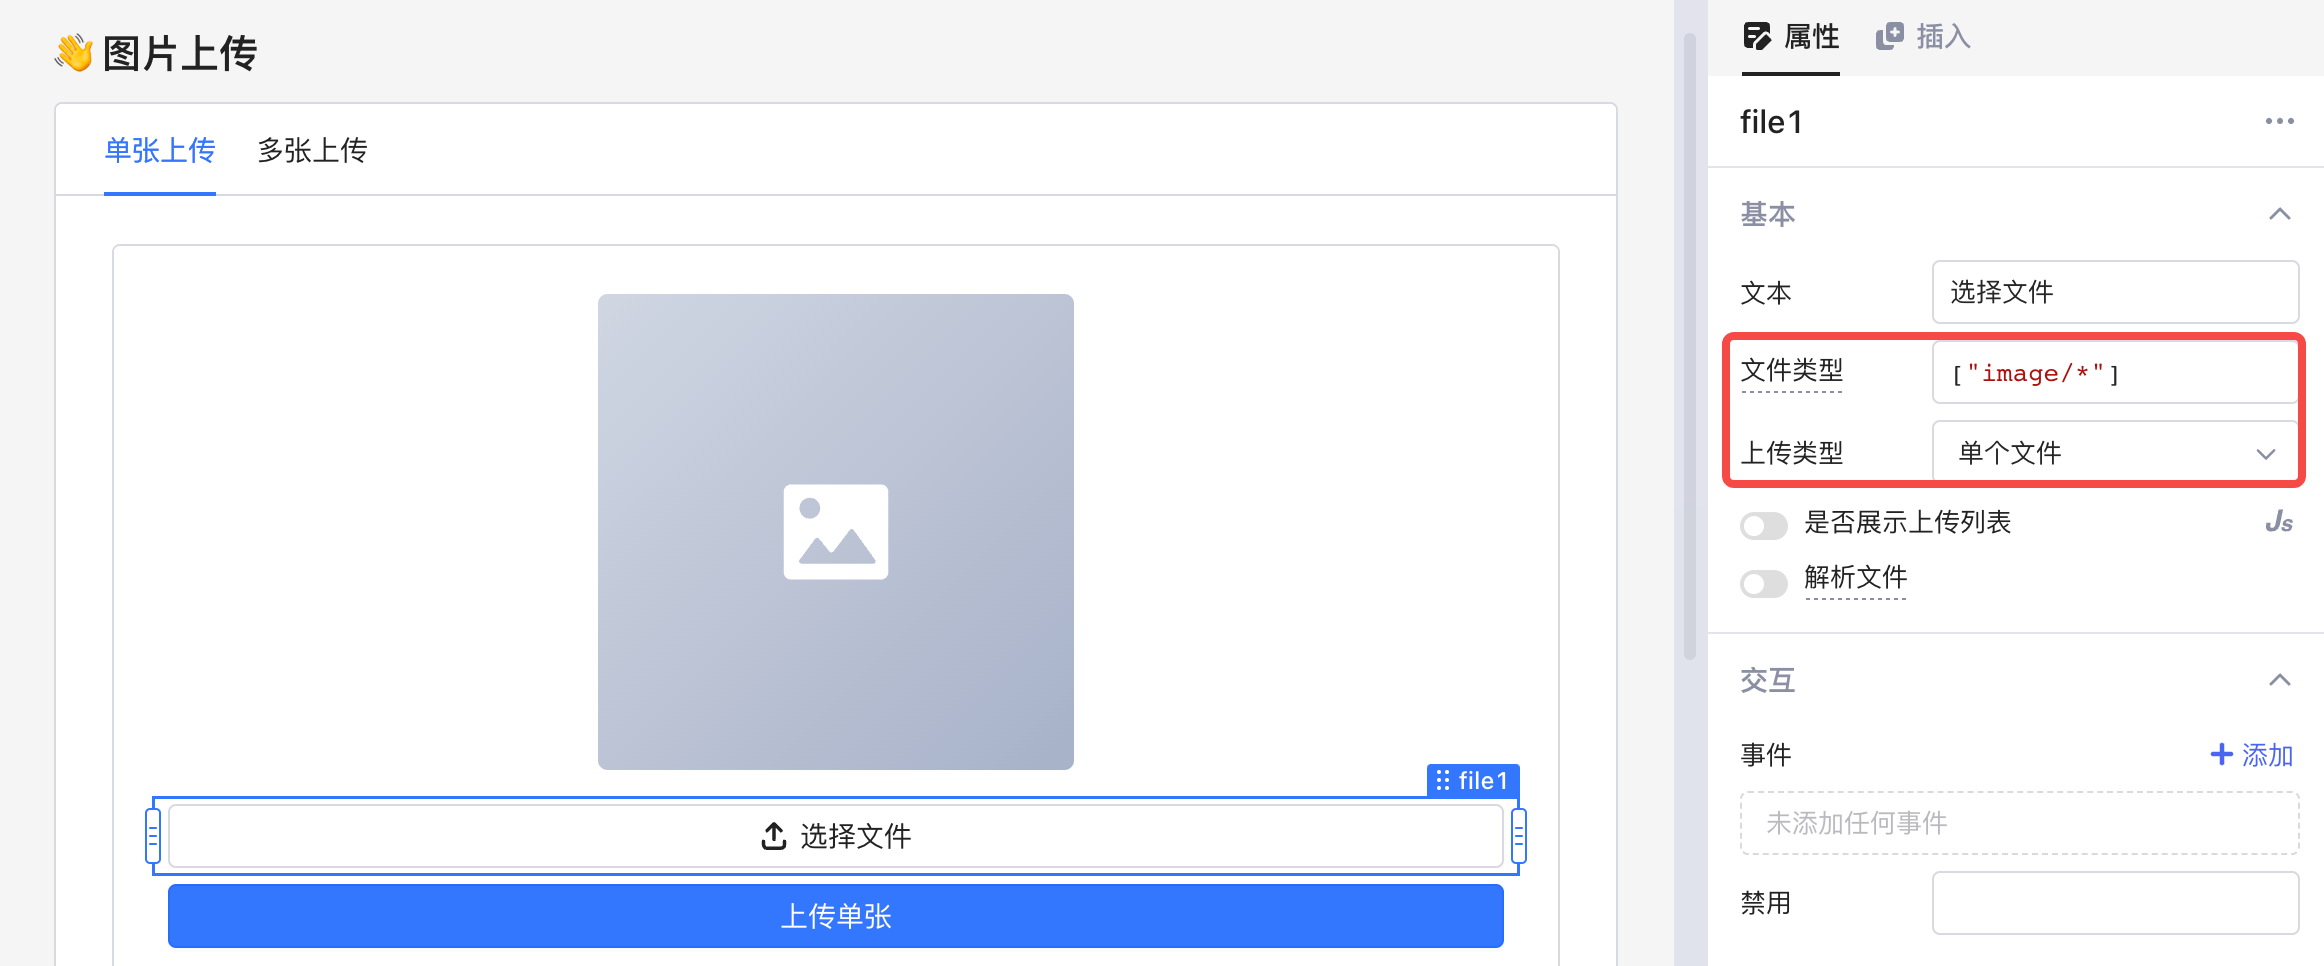 👋 图片上传
单张上传 多张上传
file1
选择文件
上传单张
属性 插入
file1
基本
文本 选择文件
文件类型 ["image/*"]
上传类型 单个文件
是否展示上传列表 Js
解析文件
交互
事件 + 添加
未添加任何事件
禁用